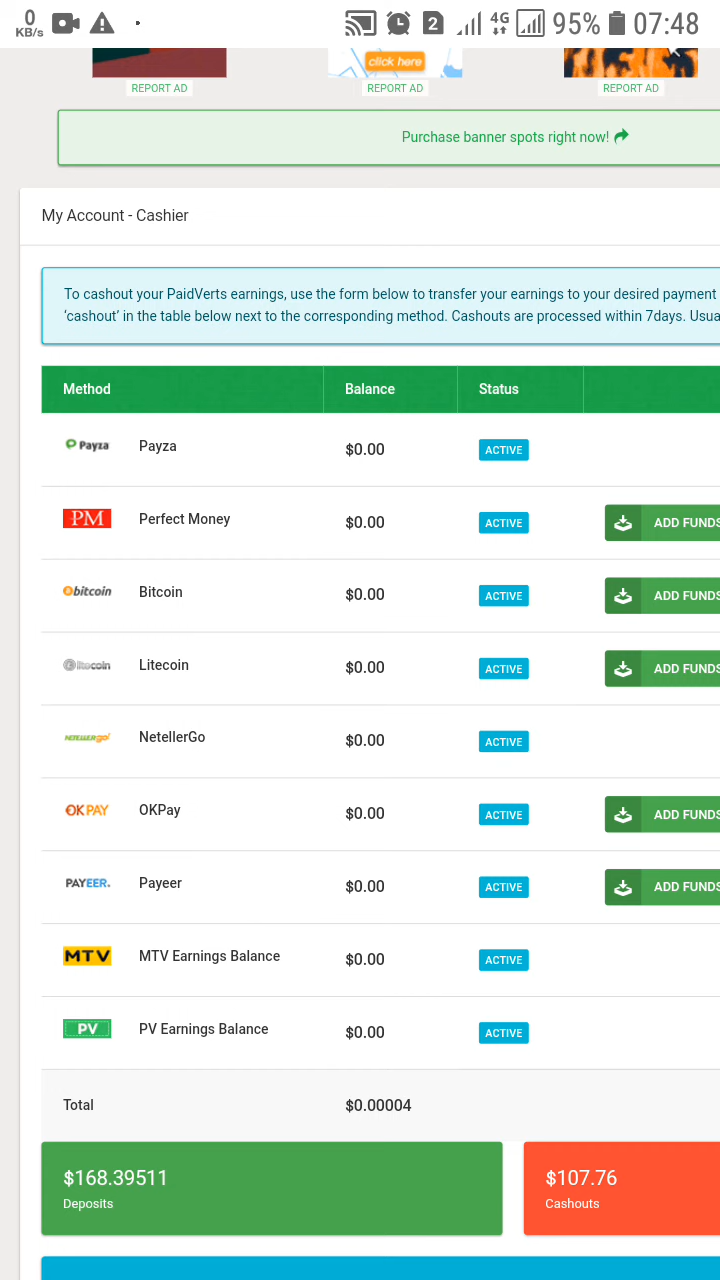 0
KB/s
2
4G
95%
07:48
click here
REPORT AD
REPORT AD
REPORT AD
Purchase banner spots right now!
My Account - Cashier
To cashout your PaidVerts earnings, use the form below to transfer your earnings to your desired payment
‘cashout’ in the table below next to the corresponding method. Cashouts are processed within 7days. Usua
Method Balance Status
Payza Payza $0.00 ACTIVE
PM Perfect Money $0.00 ACTIVE ADD FUNDS
bitcoin Bitcoin $0.00 ACTIVE ADD FUNDS
litecoin Litecoin $0.00 ACTIVE ADD FUNDS
NETELLERgo! NetellerGo $0.00 ACTIVE
OKPAY OKPay $0.00 ACTIVE ADD FUNDS
PAYEER. Payeer $0.00 ACTIVE ADD FUNDS
MTV MTV Earnings Balance $0.00 ACTIVE
PV PV Earnings Balance $0.00 ACTIVE
Total $0.00004
$168.39511
Deposits
$107.76
Cashouts